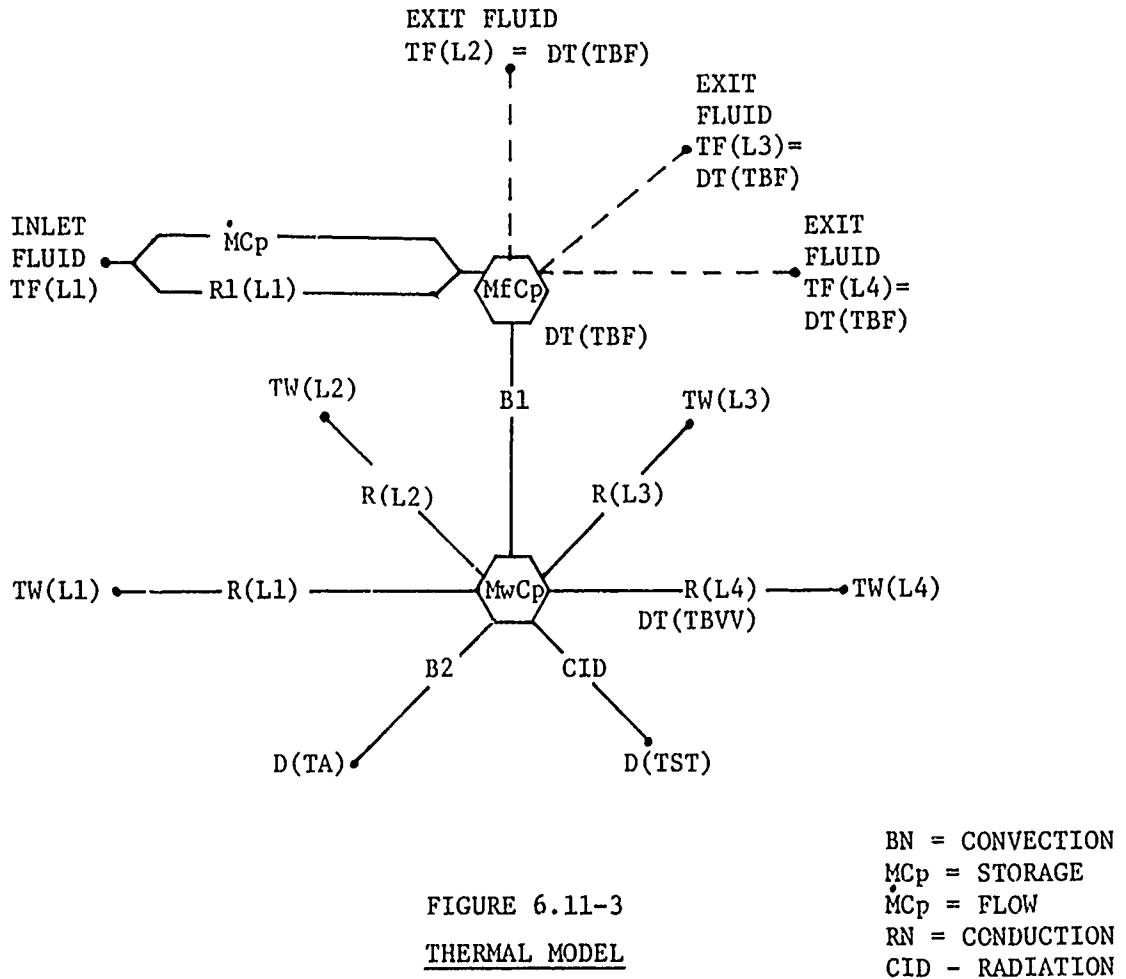 EXIT FLUID
TF(L2) = DT(TBF)
EXIT
FLUID
TF(L3)=
DT(TBF)
INLET
FLUID
TF(L1)
ṀCp
R1(L1)
MfCp
DT(TBF)
EXIT
FLUID
TF(L4)=
DT(TBF)
TW(L2)
B1
TW(L3)
R(L2)
R(L3)
TW(L1)
R(L1)
MwCp
R(L4)
TW(L4)
DT(TBVV)
B2
CID
D(TA)
D(TST)
BN = CONVECTION
MCp = STORAGE
ṀCp = FLOW
RN = CONDUCTION
CID - RADIATION
FIGURE 6.11-3
THERMAL MODEL